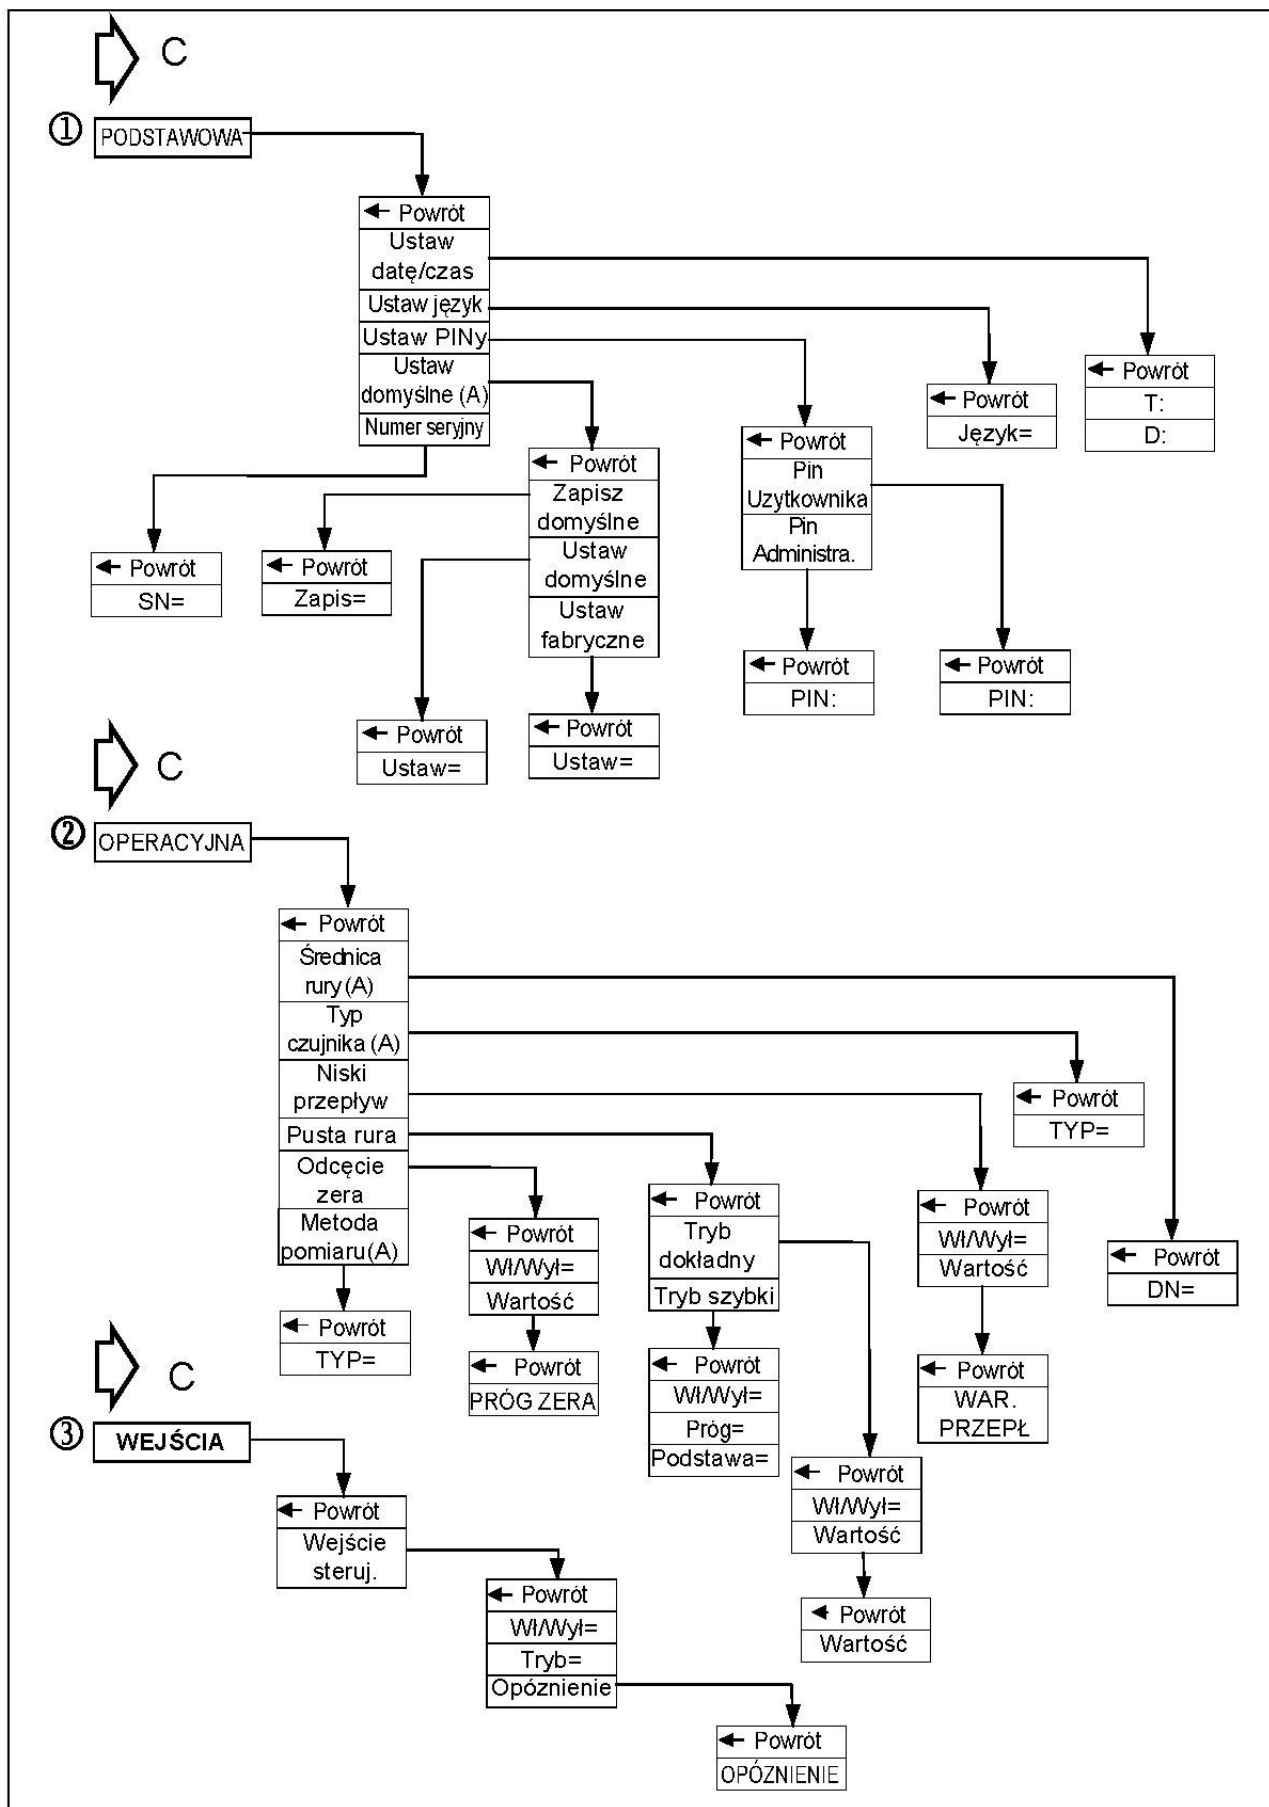 C
① PODSTAWOWA
Powrót
Ustaw
datę/czas
Ustaw język
Ustaw PINy
Ustaw
domyślne (A)
Numer seryjny
Powrót
T:
D:
Powrót
Język=
Powrót
Pin
Uzytkownika
Pin
Administra.
Powrót
Zapisz
domyślne
Ustaw
domyślne
Ustaw
fabryczne
Powrót
SN=
Powrót
Zapis=
Powrót
PIN:
Powrót
PIN:
Powrót
Ustaw=
Powrót
Ustaw=
C
② OPERACYJNA
Powrót
Średnica
rury (A)
Typ
czujnika (A)
Niski
przepływ
Pusta rura
Odcęcie
zera
Metoda
pomiaru(A)
Powrót
TYP=
Powrót
Wł/Wył=
Wartość
Powrót
Tryb
dokładny
Tryb szybki
Powrót
Wł/Wył=
Wartość
Powrót
DN=
Powrót
TYP=
Powrót
PRÓG ZERA
Powrót
Wł/Wył=
Próg=
Podstawa=
Powrót
WAR.
PRZEPŁ
Powrót
Wł/Wył=
Wartość
Powrót
Wartość
C
③ WEJŚCIA
Powrót
Wejście
steruj.
Powrót
Wł/Wył=
Tryb=
Opóznienie
Powrót
OPÓZNIENIE